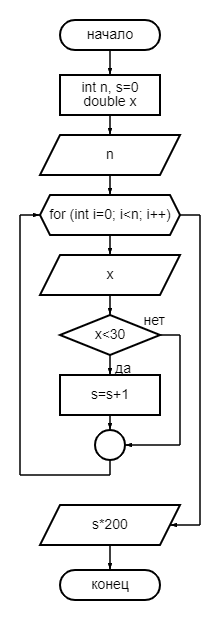 начало
int n, s=0
double x
n
for (int i=0; i<n; i++)
x
x<30
нет
да
s=s+1
s*200
конец